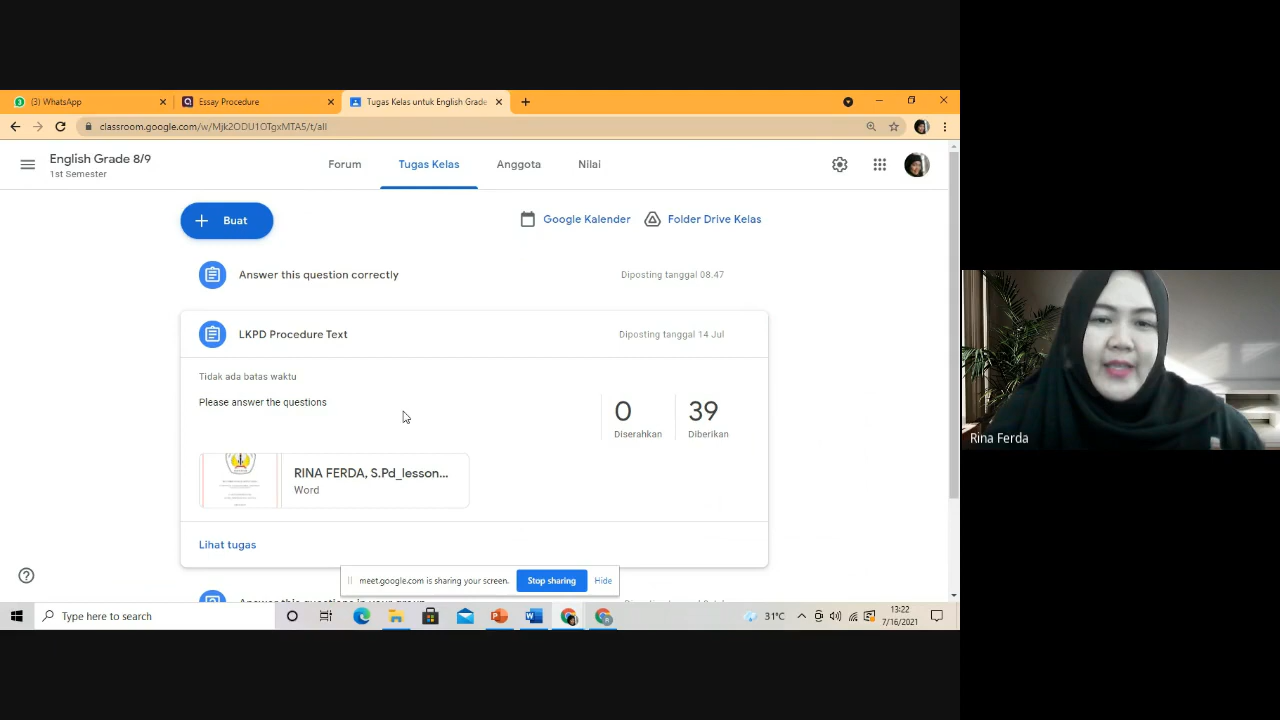 (3) WhatsApp
Essay Procedure
Tugas Kelas untuk English Grade
classroom.google.com/w/Mjk2ODU1OTgxMTA5/t/all
English Grade 8/9
1st Semester
Forum
Tugas Kelas
Anggota
Nilai
Buat
Google Kalender
Folder Drive Kelas
Answer this question correctly
Diposting tanggal 08.47
LKPD Procedure Text
Diposting tanggal 14 Jul
Tidak ada batas waktu
Please answer the questions
0
39
Diserahkan
Diberikan
RINA FERDA, S.Pd_lesson...
Word
Lihat tugas
meet.google.com is sharing your screen.
Stop sharing
Hide
Type here to search
31°C
13:22
7/16/2021
Rina Ferda